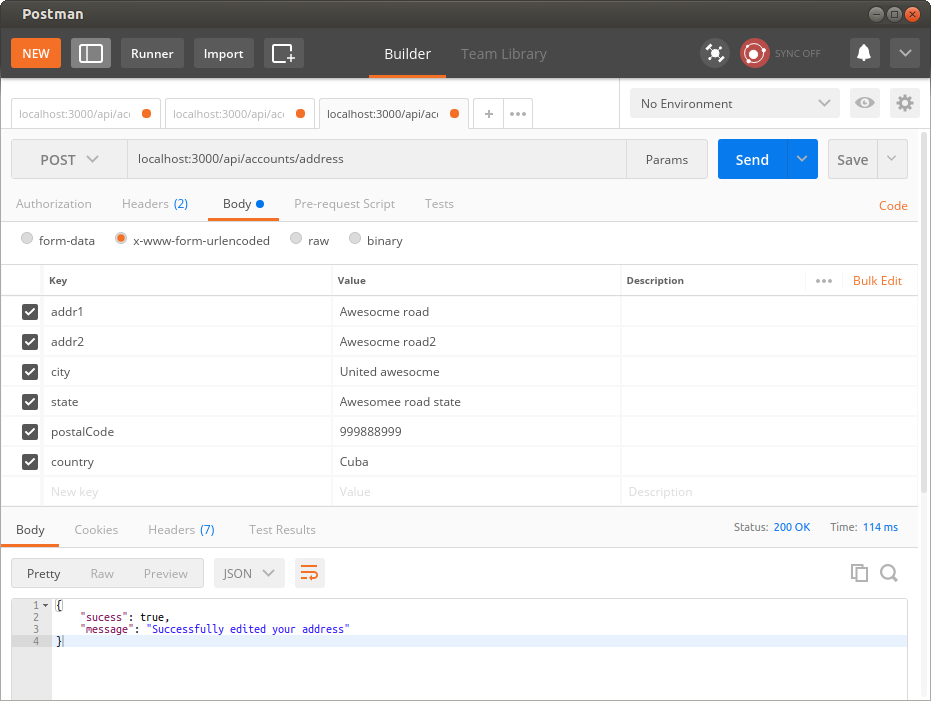 Postman
NEW Runner Import Builder Team Library SYNC OFF
localhost:3000/api/acc localhost:3000/api/acc localhost:3000/api/acc + ••• No Environment
POST localhost:3000/api/accounts/address Params Send Save
Authorization Headers (2) Body Pre-request Script Tests Code
form-data x-www-form-urlencoded raw binary
Key Value Description ••• Bulk Edit
addr1 Awesocme road
addr2 Awesocme road2
city United awesocme
state Awesomee road state
postalCode 999888999
country Cuba
New key Value Description
Body Cookies Headers (7) Test Results Status: 200 OK Time: 114 ms
Pretty Raw Preview JSON
1 {
2 "sucess": true,
3 "message": "Successfully edited your address"
4 }